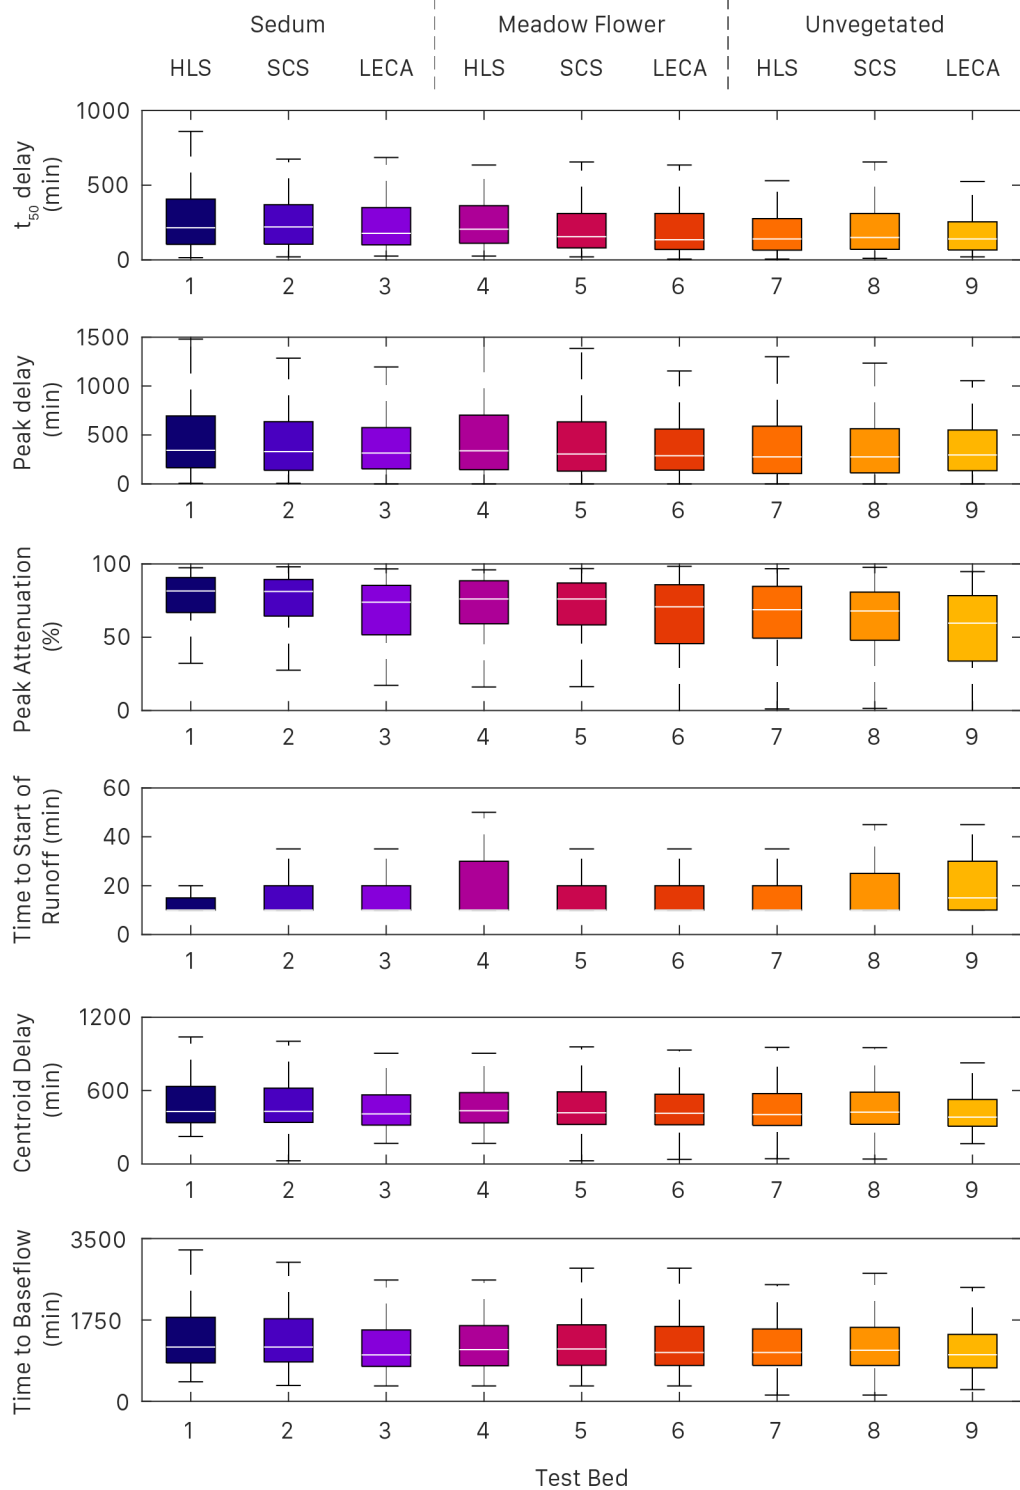 Sedum Meadow Flower Unvegetated
HLS SCS LECA HLS SCS LECA HLS SCS LECA
t50 delay
(min)
1000
500
0
1 2 3 4 5 6 7 8 9
Peak delay
(min)
1500
1000
500
0
1 2 3 4 5 6 7 8 9
Peak Attenuation
(%)
100
50
0
1 2 3 4 5 6 7 8 9
Time to Start of
Runoff (min)
60
40
20
0
1 2 3 4 5 6 7 8 9
Centroid Delay
(min)
1200
600
0
1 2 3 4 5 6 7 8 9
Time to Baseflow
(min)
3500
1750
0
1 2 3 4 5 6 7 8 9
Test Bed